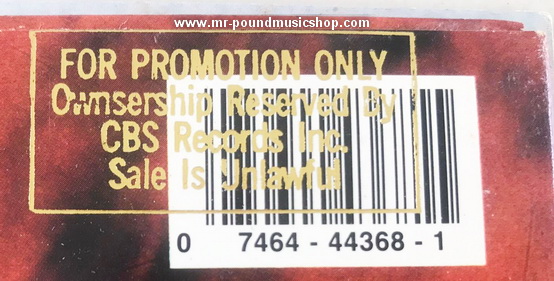 www.mr-poundmusicshop.com
FOR PROMOTION ONLY
Ownsership Reserved By
CBS Records Inc.
Sale Is Unlawful
0 7464 - 44368 - 1